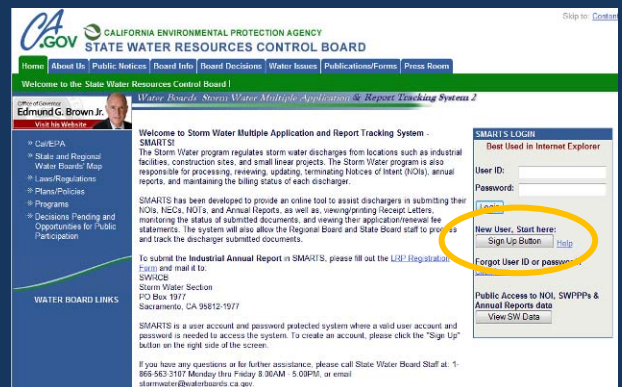 Skip to: Content
CA
.GOV
CALIFORNIA ENVIRONMENTAL PROTECTION AGENCY
STATE WATER RESOURCES CONTROL BOARD
Home About Us Public Notices Board Info Board Decisions Water Issues Publications/Forms Press Room
Welcome to the State Water Resources Control Board
Office of Governor
Edmund G. Brown Jr.
Visit his Website
Water Boards Storm Water Multiple Application & Report Tracking System 2
» Cal/EPA
» State and Regional
Water Boards' Map
» Laws/Regulations
» Plans/Policies
» Programs
» Decisions Pending and
Opportunities for Public
Participation
WATER BOARD LINKS
Welcome to Storm Water Multiple Application and Report Tracking System -
SMARTS!
The Storm Water program regulates storm water discharges from locations such as industrial
facilities, construction sites, and small linear projects. The Storm Water program is also
responsible for processing, reviewing, updating, terminating Notices of Intent (NOIs), annual
reports, and maintaining the billing status of each discharger.
SMARTS has been developed to provide an online tool to assist dischargers in submitting their
NOIs, NECs, NOTs, and Annual Reports, as well as, viewing/printing Receipt Letters,
monitoring the status of submitted documents, and viewing their application/renewal fee
statements. The system will also allow the Regional Board and State Board staff to process
and track the discharger submitted documents.
To submit the Industrial Annual Report in SMARTS, please fill out the LRP Registration
Form and mail it to:
SWRCB
Storm Water Section
PO Box 1977
Sacramento, CA 95812-1977
SMARTS is a user account and password protected system where a valid user account and
password is needed to access the system. To create an account, please click the "Sign Up"
button on the right side of the screen.
If you have any questions or for further assistance, please call State Water Board Staff at: 1-
866-563-3107 Monday thru Friday 8:00AM - 5:00PM, or email
stormwater@waterboards.ca.gov.
SMARTS LOGIN
Best Used in Internet Explorer
User ID:
Password:
Login
New User, Start here:
Sign Up Button Help
Forgot User ID or password?
Public Access to NOI, SWPPPs &
Annual Reports data
View SW Data